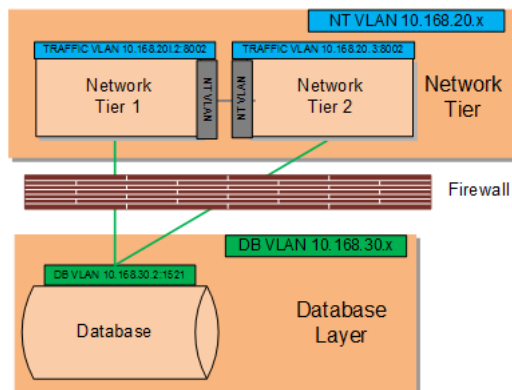 NT VLAN 10.168.20.x
TRAFFIC VLAN 10.168.20l.2:8002
TRAFFIC VLAN 10.168.20.3:8002
Network
Tier 1
NT VLAN
NT VLAN
Network
Tier 2
Network
Tier
Firewall
DB VLAN 10.168.30.x
DB VLAN 10.168.30.2:1521
Database
Database
Layer